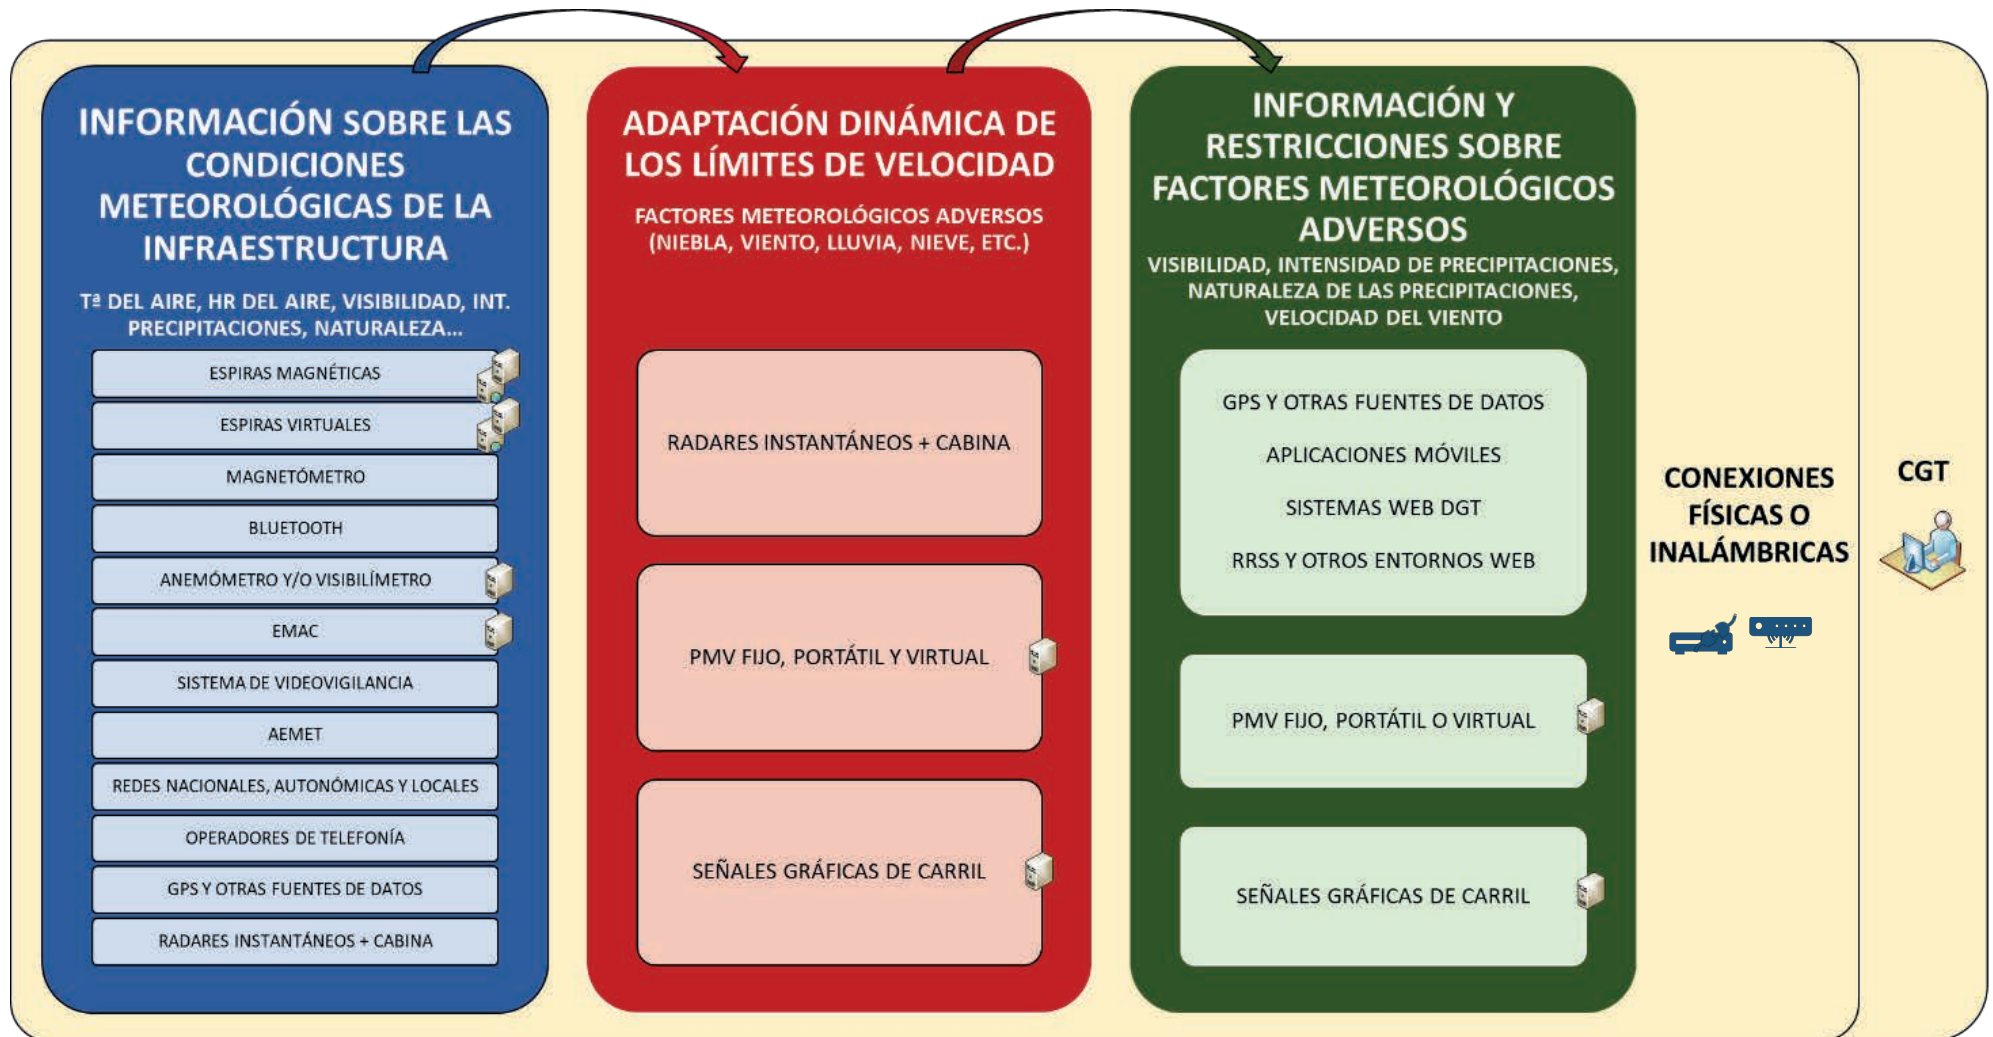 INFORMACIÓN SOBRE LAS
CONDICIONES
METEOROLÓGICAS DE LA
INFRAESTRUCTURA
Tª DEL AIRE, HR DEL AIRE, VISIBILIDAD, INT.
PRECIPITACIONES, NATURALEZA...
ESPIRAS MAGNÉTICAS
ESPIRAS VIRTUALES
MAGNETÓMETRO
BLUETOOTH
ANEMÓMETRO Y/O VISIBILÍMETRO
EMAC
SISTEMA DE VIDEOVIGILANCIA
AEMET
REDES NACIONALES, AUTONÓMICAS Y LOCALES
OPERADORES DE TELEFONÍA
GPS Y OTRAS FUENTES DE DATOS
RADARES INSTANTÁNEOS + CABINA
ADAPTACIÓN DINÁMICA DE
LOS LÍMITES DE VELOCIDAD
FACTORES METEOROLÓGICOS ADVERSOS
(NIEBLA, VIENTO, LLUVIA, NIEVE, ETC.)
RADARES INSTANTÁNEOS + CABINA
PMV FIJO, PORTÁTIL Y VIRTUAL
SEÑALES GRÁFICAS DE CARRIL
INFORMACIÓN Y
RESTRICCIONES SOBRE
FACTORES METEOROLÓGICOS
ADVERSOS
VISIBILIDAD, INTENSIDAD DE PRECIPITACIONES,
NATURALEZA DE LAS PRECIPITACIONES,
VELOCIDAD DEL VIENTO
GPS Y OTRAS FUENTES DE DATOS
APLICACIONES MÓVILES
SISTEMAS WEB DGT
RRSS Y OTROS ENTORNOS WEB
PMV FIJO, PORTÁTIL O VIRTUAL
SEÑALES GRÁFICAS DE CARRIL
CONEXIONES
FÍSICAS O
INALÁMBRICAS
CGT